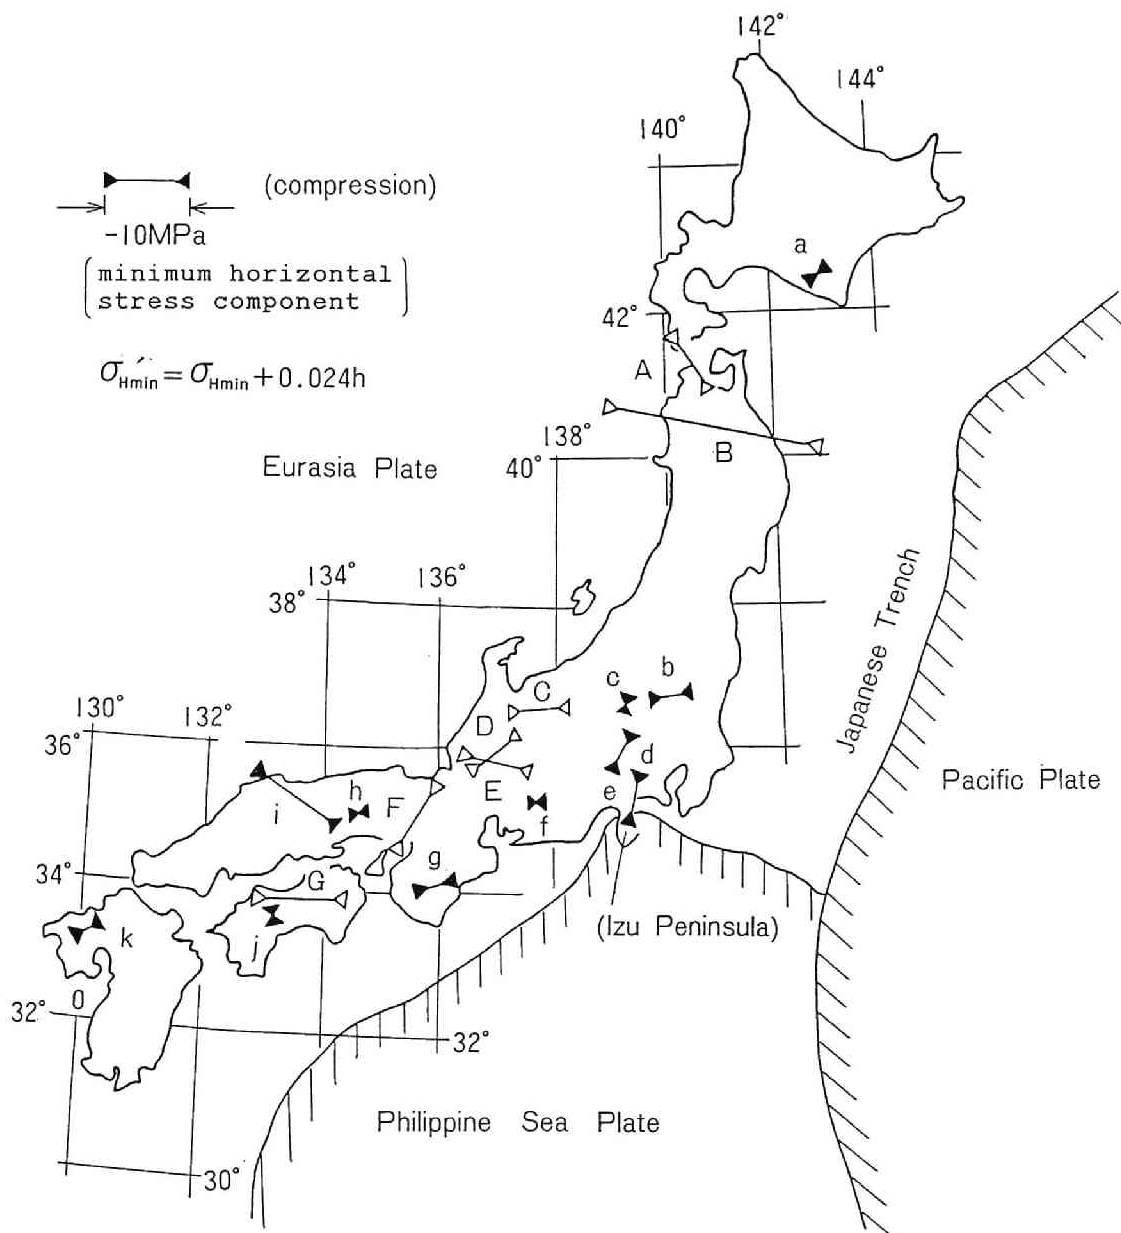 142°
144°
140°
(compression)
-10MPa
minimum horizontal
stress component
a
42°
σ´Hmin = σHmin + 0.024h
A
138°
B
40°
Eurasia Plate
134°
136°
38°
Japanese Trench
b
c
C
130°
132°
D
36°
d
Pacific Plate
e
h
E
F
i
f
g
34°
G
(Izu Peninsula)
k
j
0
32°
32°
Philippine Sea Plate
30°